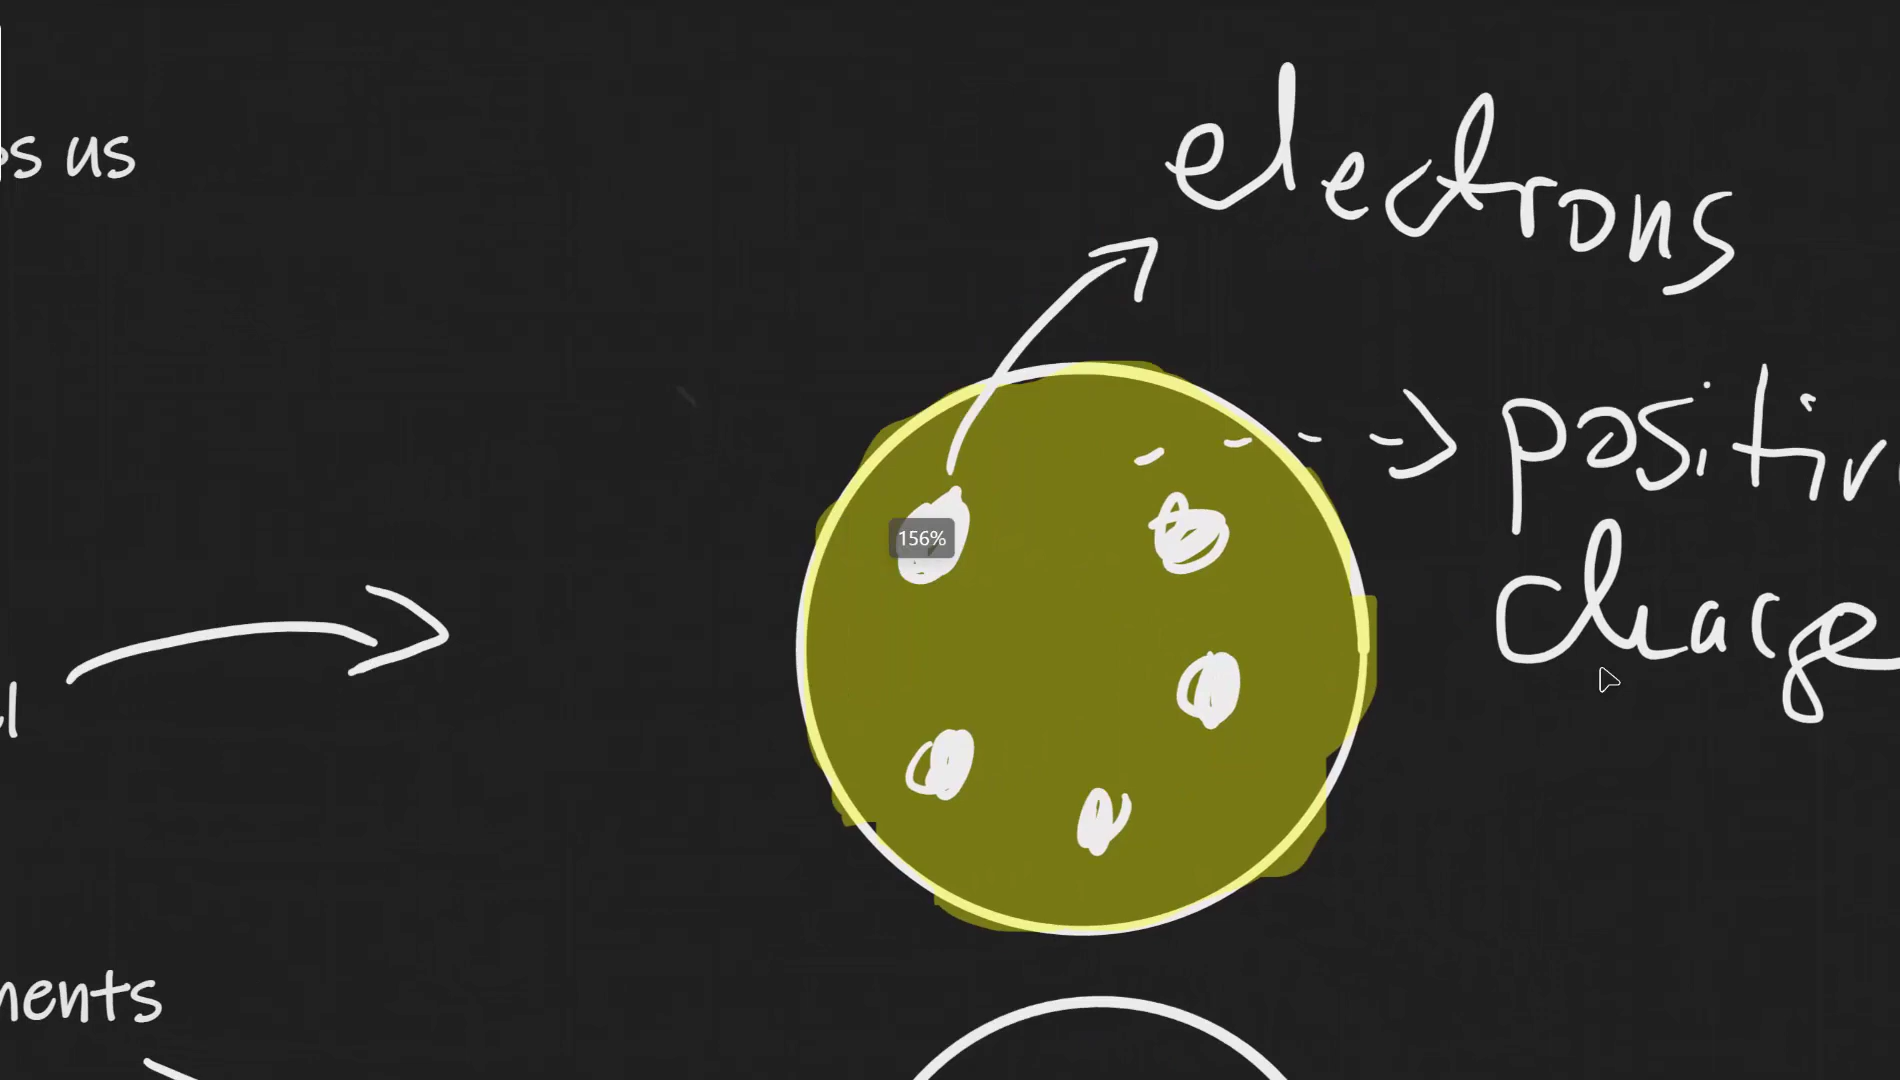 electrons
us
positiv
156%
charge
ments